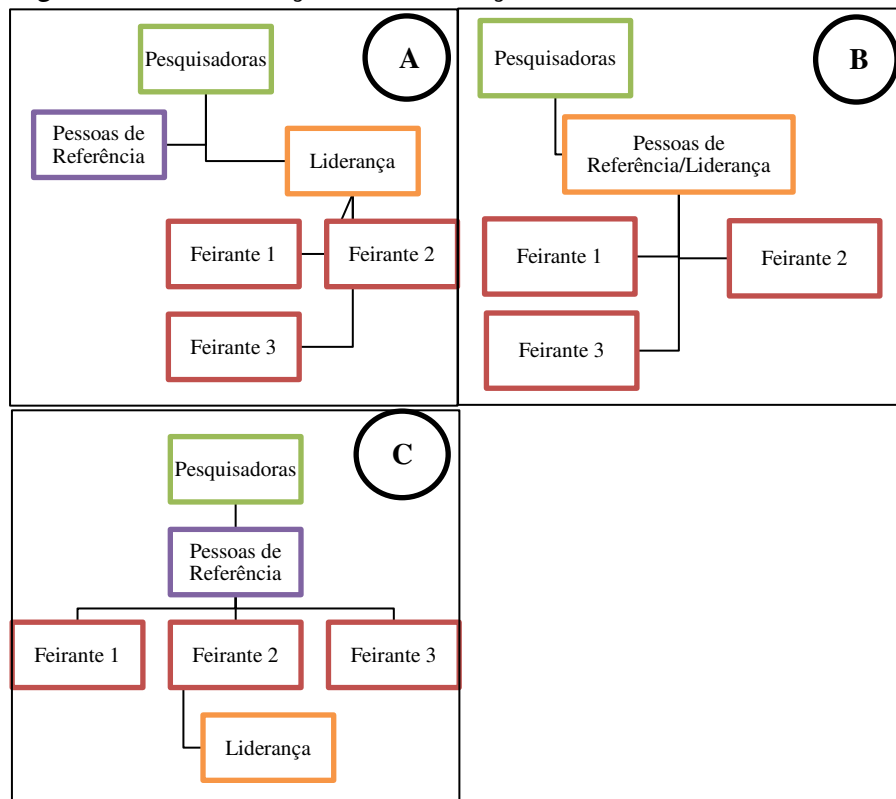 A
Pesquisadoras
Pessoas de
Referência
Liderança
Feirante 1
Feirante 2
Feirante 3
B
Pesquisadoras
Pessoas de
Referência/Liderança
Feirante 1
Feirante 2
Feirante 3
C
Pesquisadoras
Pessoas de
Referência
Feirante 1
Feirante 2
Feirante 3
Liderança